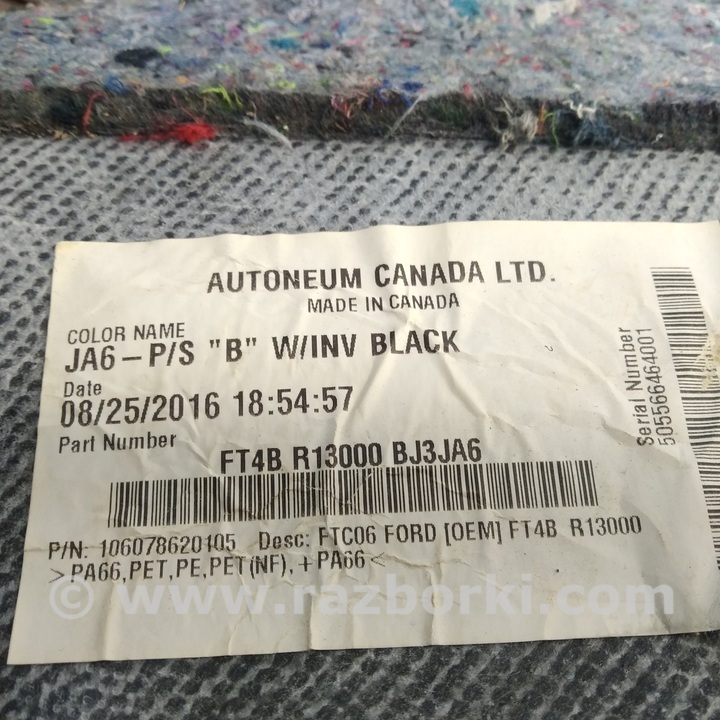 AUTONEUM CANADA LTD.
MADE IN CANADA
COLOR NAME
JA6-P/S "B" W/INV BLACK
Date
08/25/2016 18:54:57
Part Number
FT4B R13000 BJ3JA6
P/N: 106078620105 Desc: FTC06 FORD [OEM] FT4B R13000
>PA66,PET,PE,PET(NF),+PA66<
Serial Number
505566464001
© www.razborki.com